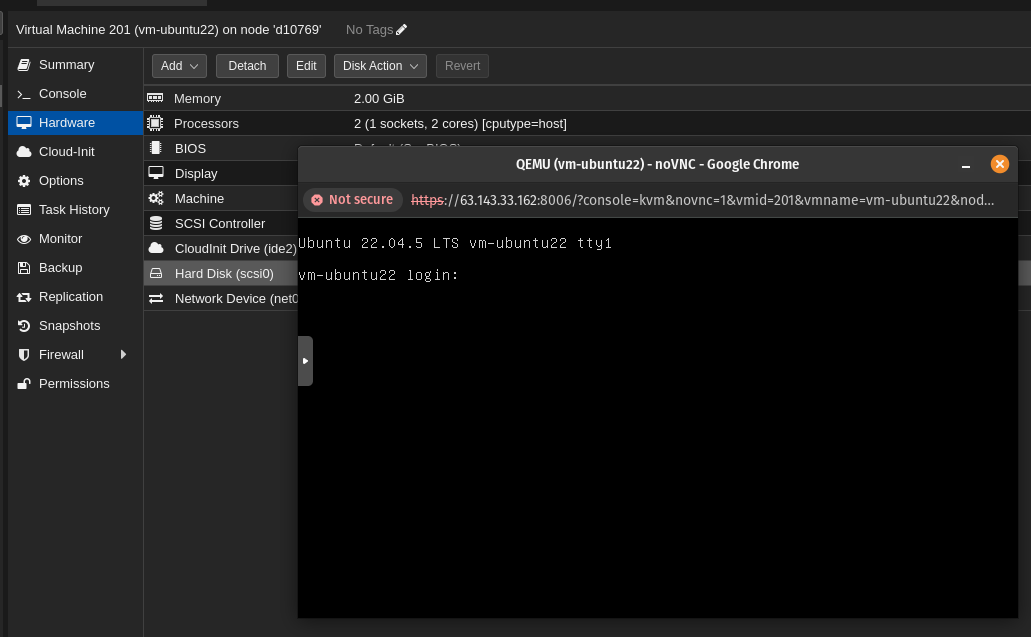 Virtual Machine 201 (vm-ubuntu22) on node 'd10769' No Tags
Summary
Console
Hardware
Cloud-Init
Options
Task History
Monitor
Backup
Replication
Snapshots
Firewall
Permissions
Add Detach Edit Disk Action Revert
Memory 2.00 GiB
Processors 2 (1 sockets, 2 cores) [cputype=host]
BIOS
Display
Machine
SCSI Controller
CloudInit Drive (ide2)
Hard Disk (scsi0)
Network Device (net0
QEMU (vm-ubuntu22) - noVNC - Google Chrome
Not secure https://63.143.33.162:8006/?console=kvm&novnc=1&vmid=201&vmname=vm-ubuntu22&nod...
Ubuntu 22.04.5 LTS vm-ubuntu22 tty1
vm-ubuntu22 login: